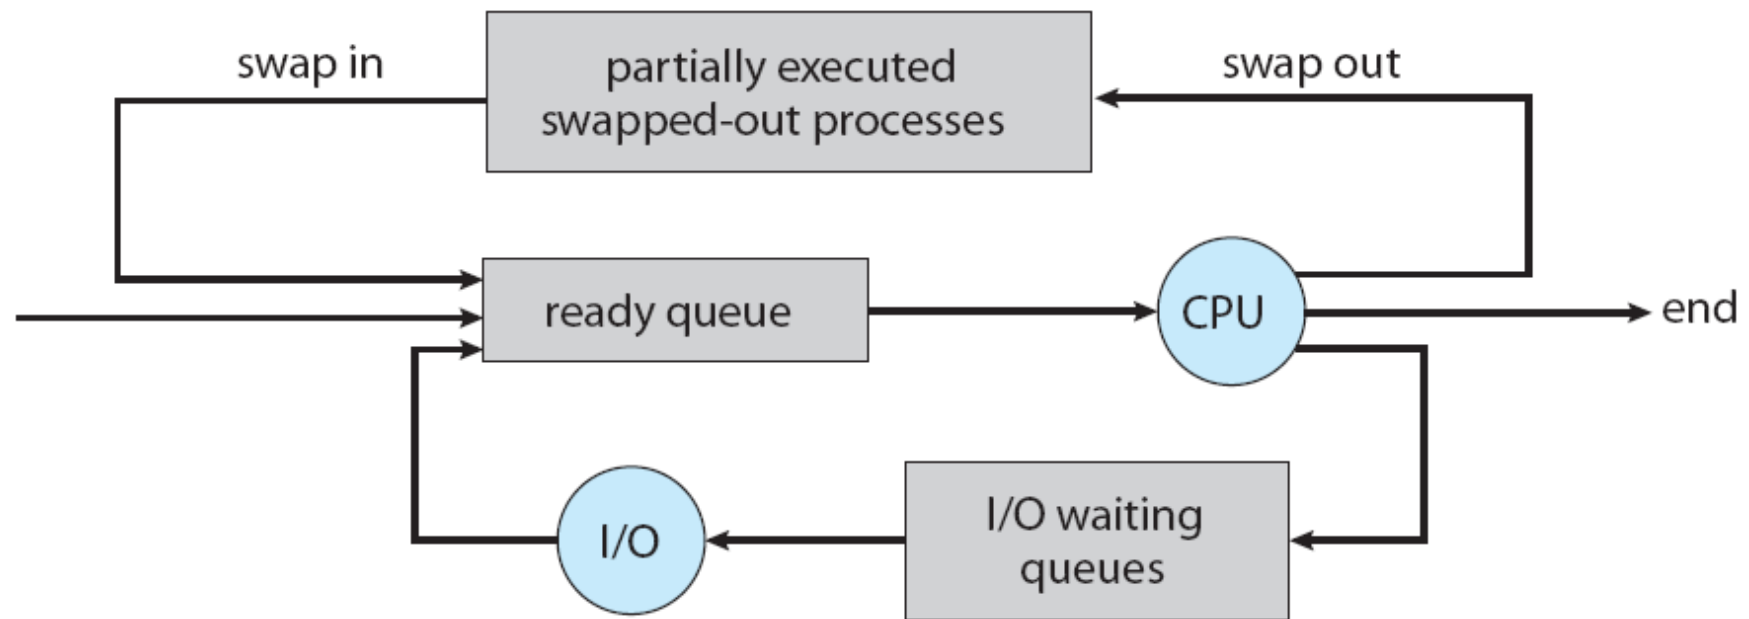 swap in
partially executed
swapped-out processes
swap out
ready queue
CPU
end
I/O
I/O waiting
queues